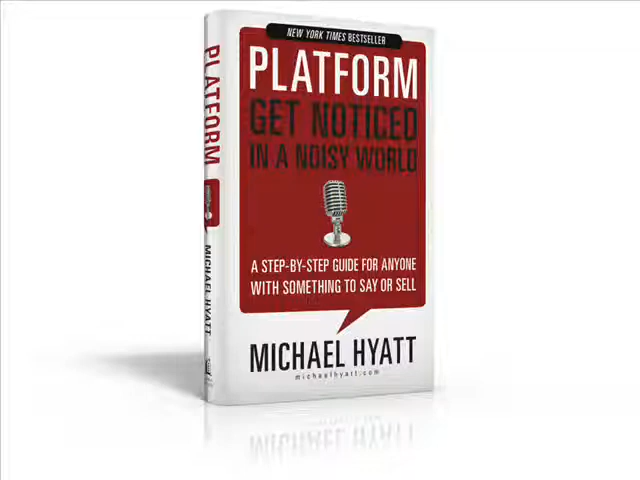 NEW YORK TIMES BESTSELLER
PLATFORM
GET NOTICED
IN A NOISY WORLD
A STEP-BY-STEP GUIDE FOR ANYONE
WITH SOMETHING TO SAY OR SELL
MICHAEL HYATT
michaelhyatt.com
PLATFORM
MICHAEL HYATT